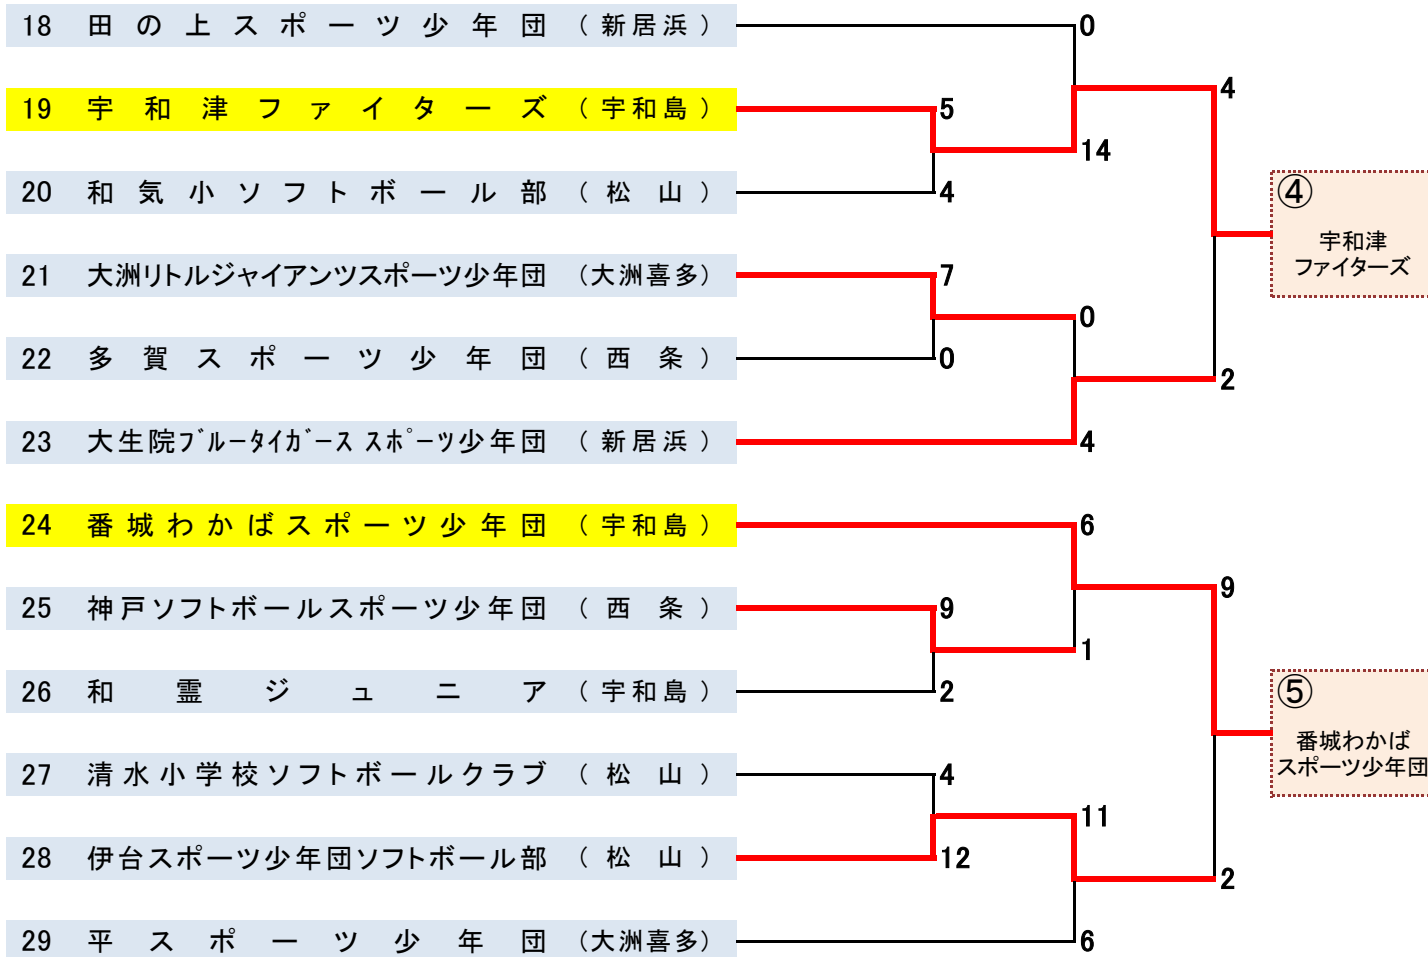 18 田の上スポーツ少年団 （新居浜）
0
19 宇和津ファイターズ （宇和島）
5
4
14
20 和気小ソフトボール部 （松山）
4
④
宇和津
ファイターズ
21 大洲リトルジャイアンツスポーツ少年団 （大洲喜多）
7
0
22 多賀スポーツ少年団 （西条）
0
2
23 大生院ﾌﾞﾙｰﾀｲｶﾞｰｽ ｽﾎﾟｰﾂ少年団 （新居浜）
4
24 番城わかばスポーツ少年団 （宇和島）
6
25 神戸ソフトボールスポーツ少年団 （西条）
9
9
1
26 和霊ジュニア （宇和島）
2
⑤
番城わかば
スポーツ少年団
27 清水小学校ソフトボールクラブ （松山）
4
11
28 伊台スポーツ少年団ソフトボール部 （松山）
12
2
29 平スポーツ少年団 （大洲喜多）
6